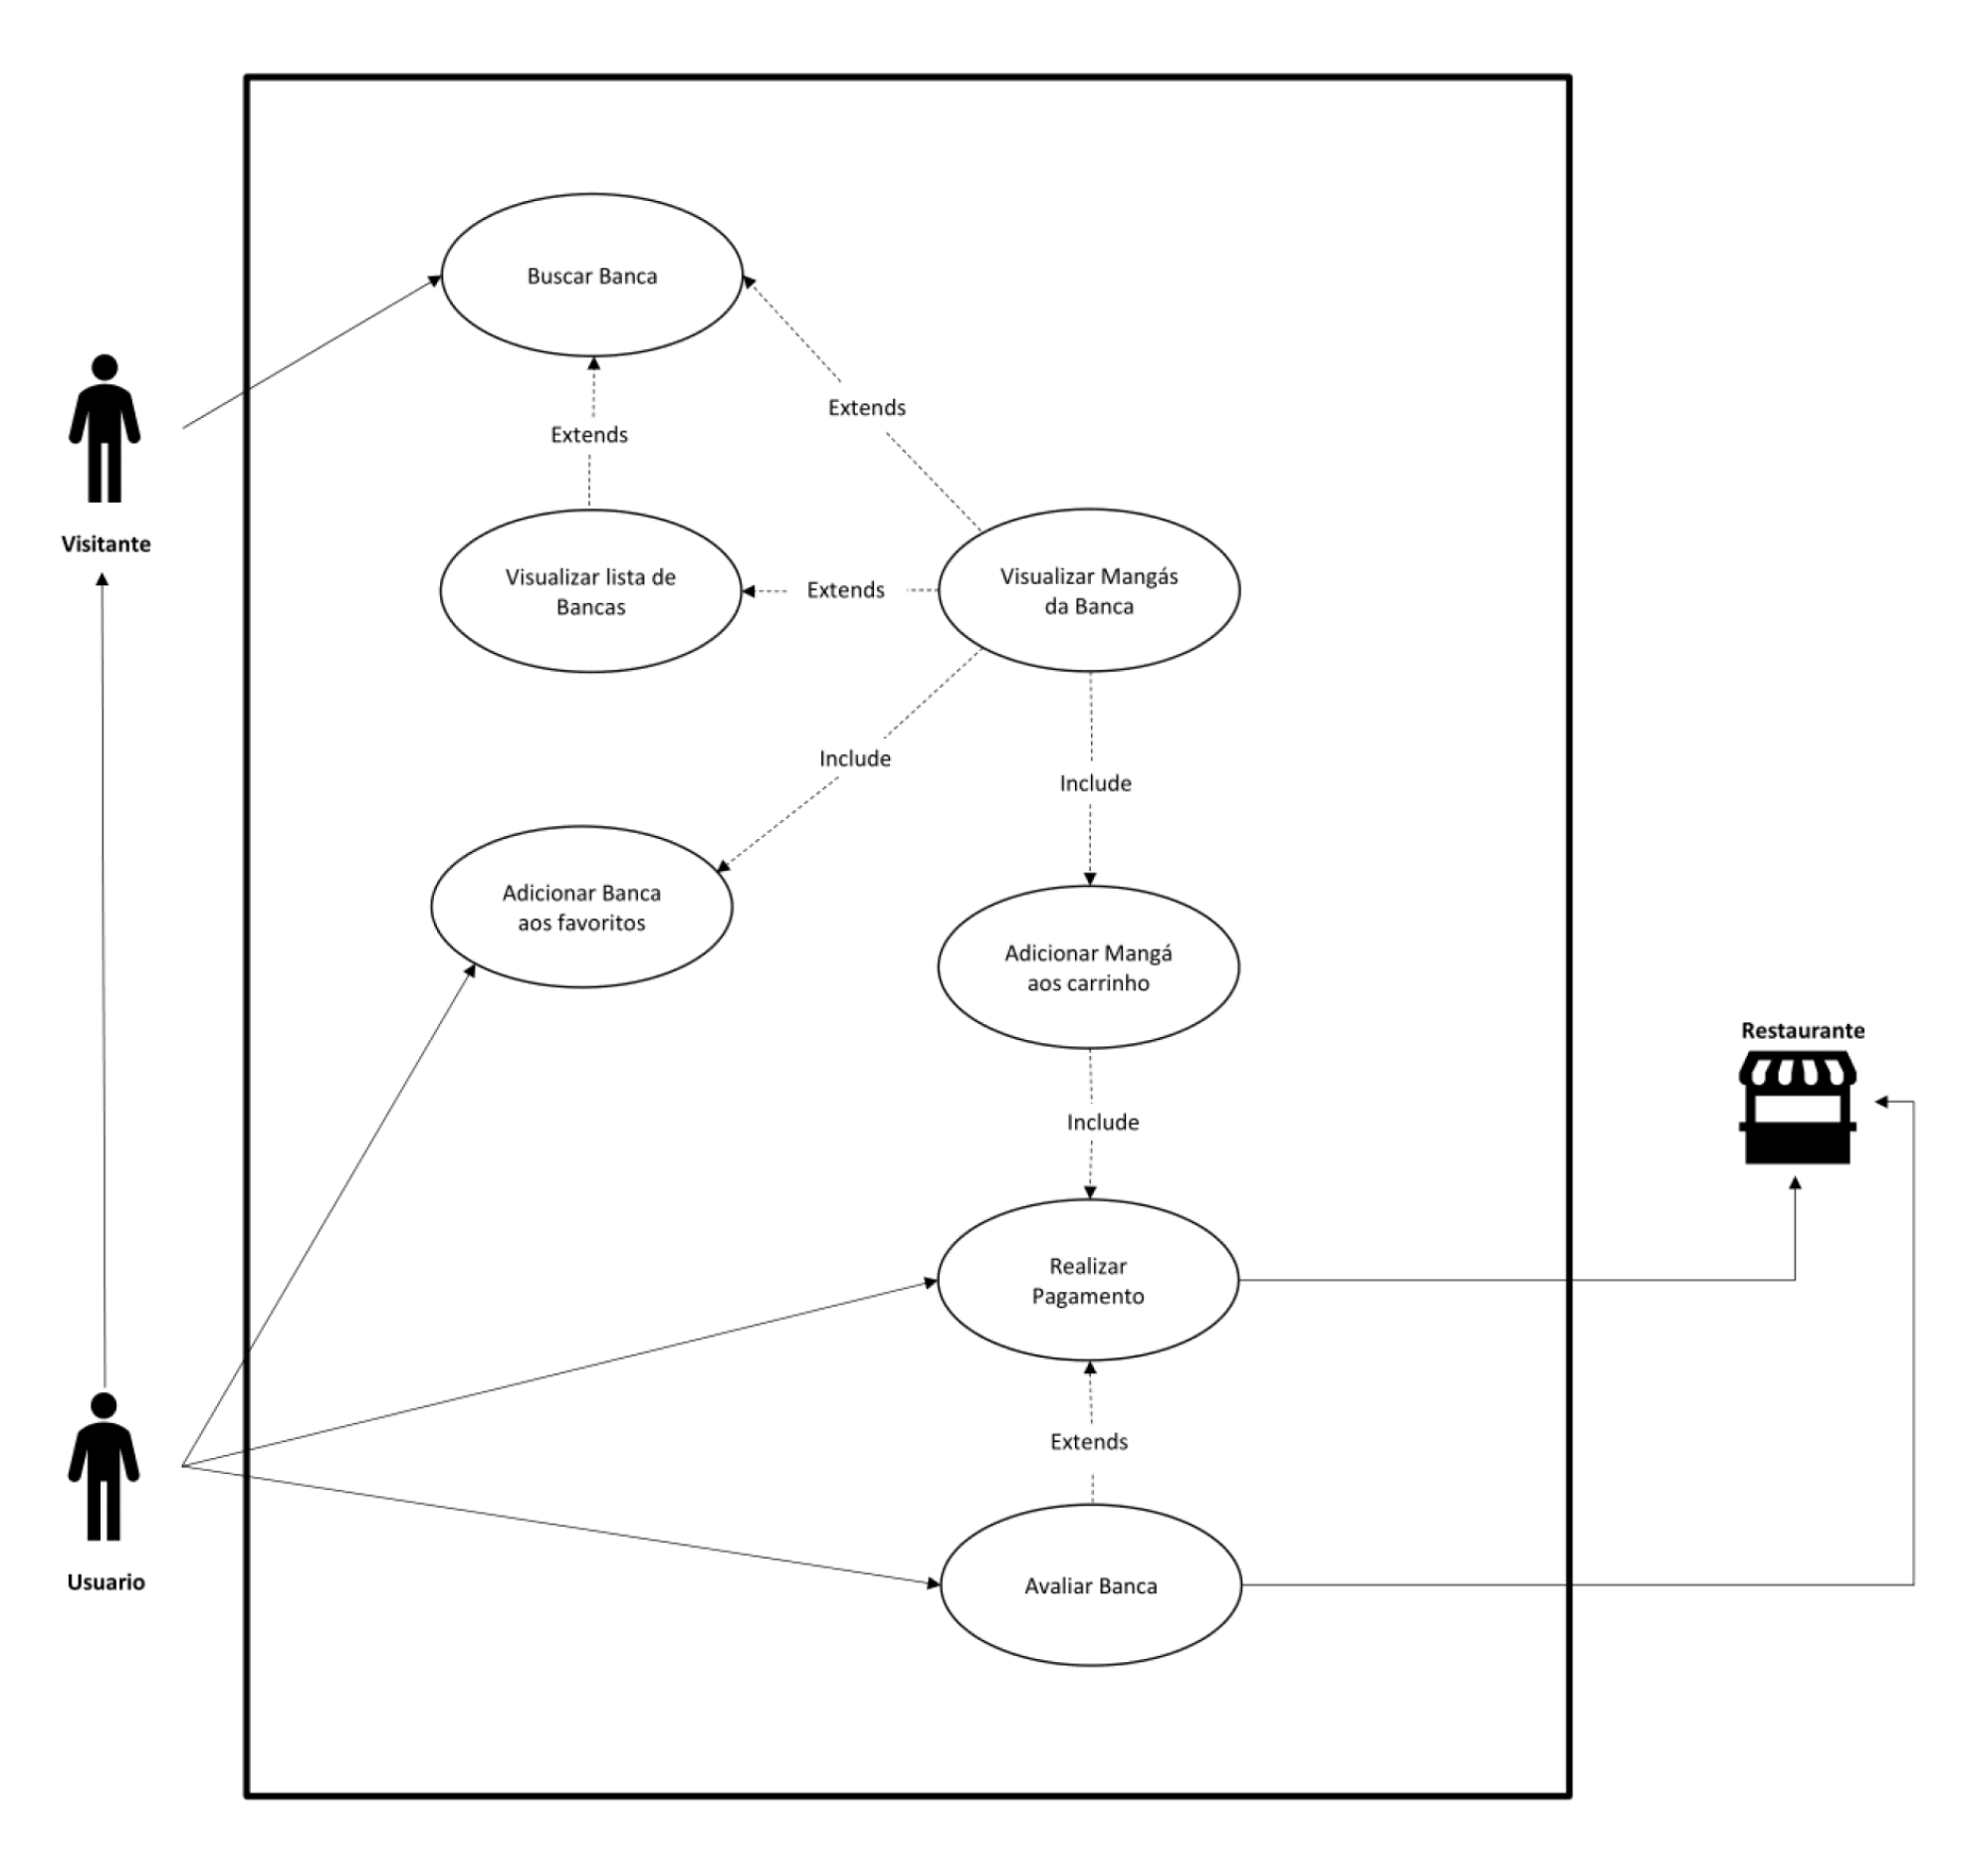 Buscar Banca
Extends
Extends
Visitante
Visualizar lista de
Bancas
Extends
Visualizar Mangás
da Banca
Include
Include
Adicionar Banca
aos favoritos
Adicionar Mangá
aos carrinho
Restaurante
Include
Realizar
Pagamento
Extends
Usuario
Avaliar Banca